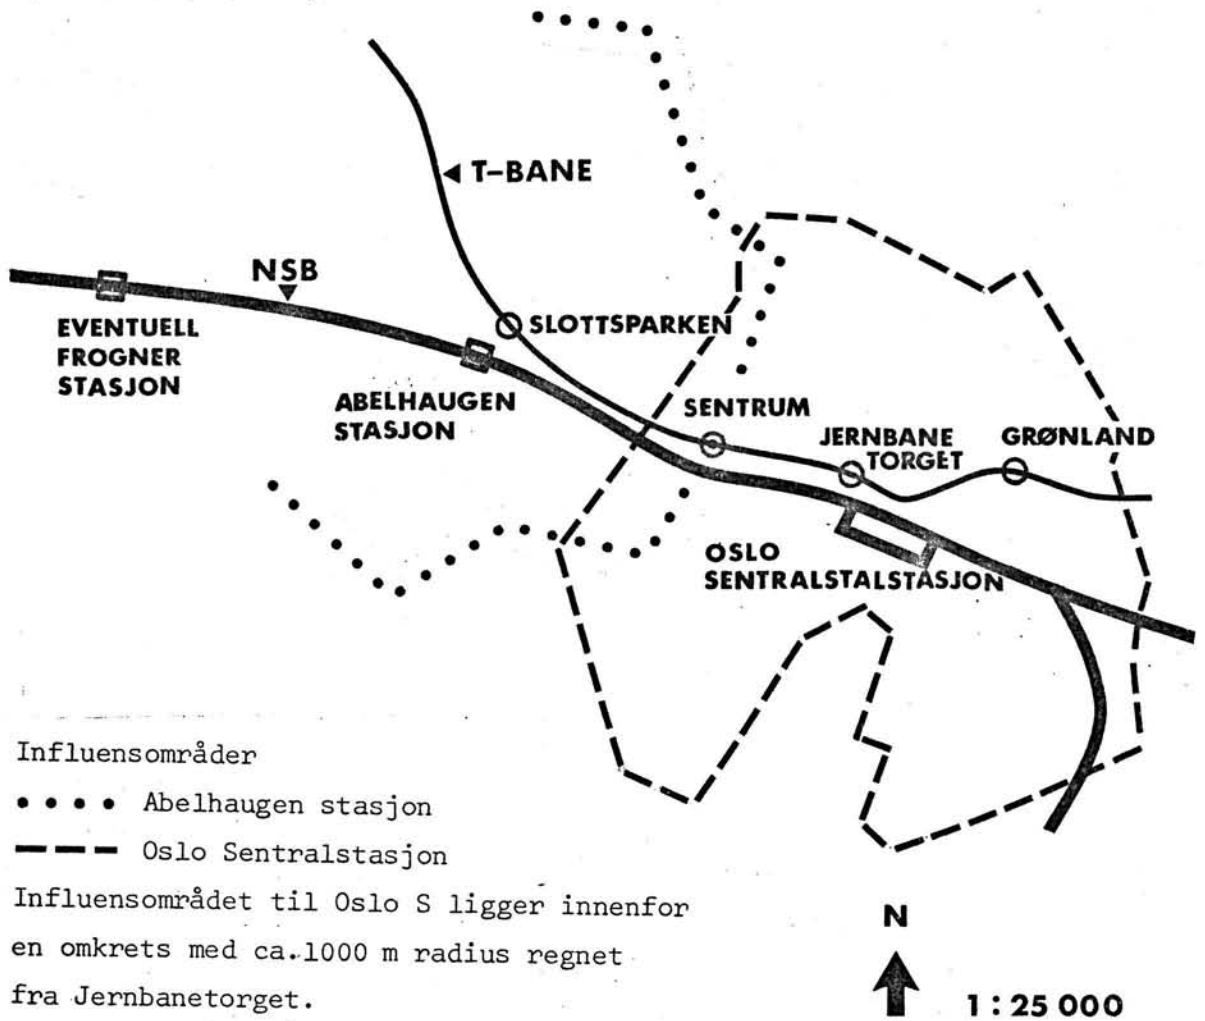 T-BANE
NSB
EVENTUELL
FROGNER
STASJON
SLOTTSPARKEN
ABELHAUGEN
STASJON
SENTRUM
JERNBANE
TORGET
GRØNLAND
OSLO
SENTRALSTALSTASJON
Influensområder
Abelhaugen stasjon
Oslo Sentralstasjon
Influensområdet til Oslo S ligger innenfor
en omkrets med ca.1000 m radius regnet
fra Jernbanetorget.
N
1:25 000